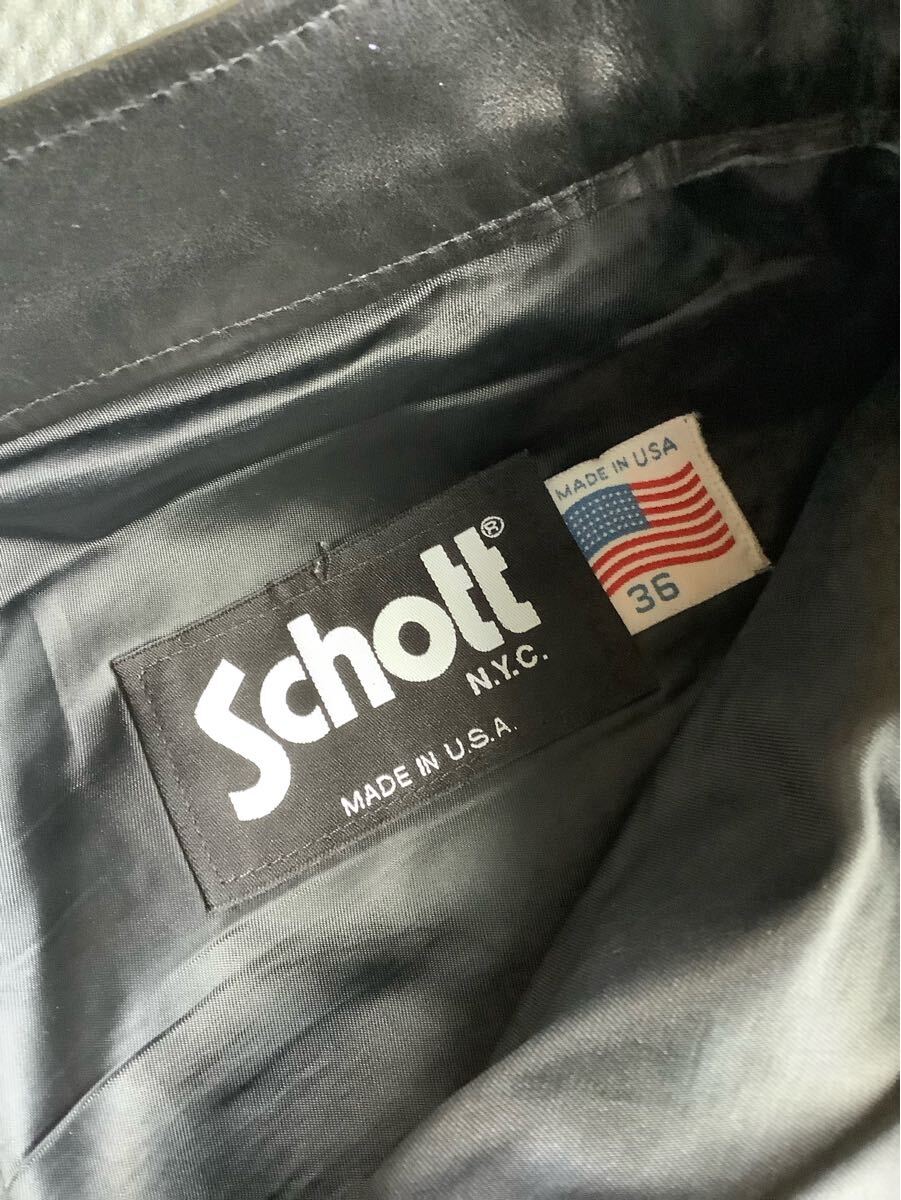 Schott®
N.Y.C.
MADE IN U.S.A.
MADE IN USA
36